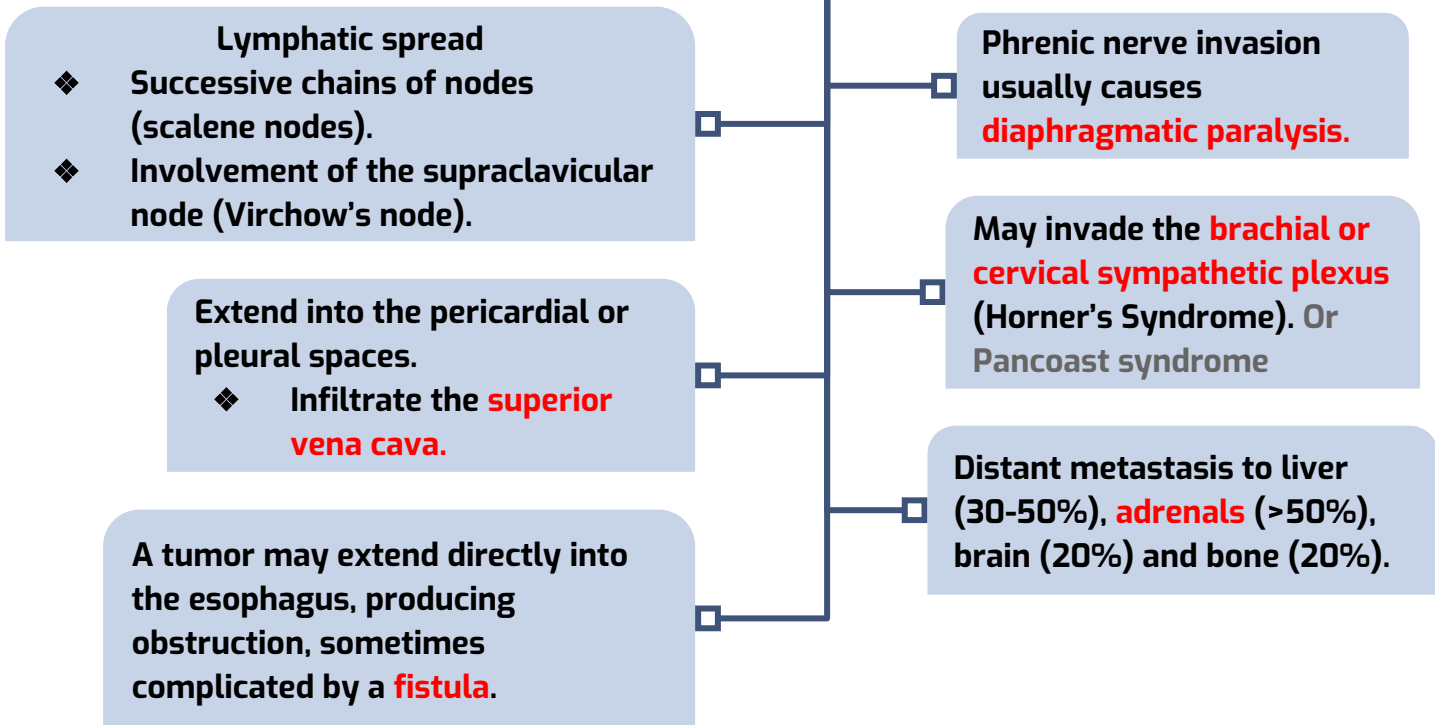 Lymphatic spread
❖ Successive chains of nodes
(scalene nodes).
❖ Involvement of the supraclavicular
node (Virchow’s node).
Extend into the pericardial or
pleural spaces.
❖ Infiltrate the superior
vena cava.
A tumor may extend directly into
the esophagus, producing
obstruction, sometimes
complicated by a fistula.
Phrenic nerve invasion
usually causes
diaphragmatic paralysis.
May invade the brachial or
cervical sympathetic plexus
(Horner’s Syndrome). Or
Pancoast syndrome
Distant metastasis to liver
(30-50%), adrenals (>50%),
brain (20%) and bone (20%).